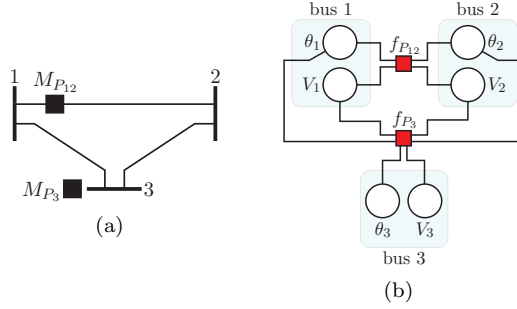 1
M_{P_{12}}
2
M_{P_3}
3
(a)
bus 1
bus 2
f_{P_{12}}
θ_1
θ_2
V_1
V_2
f_{P_3}
θ_3
V_3
bus 3
(b)